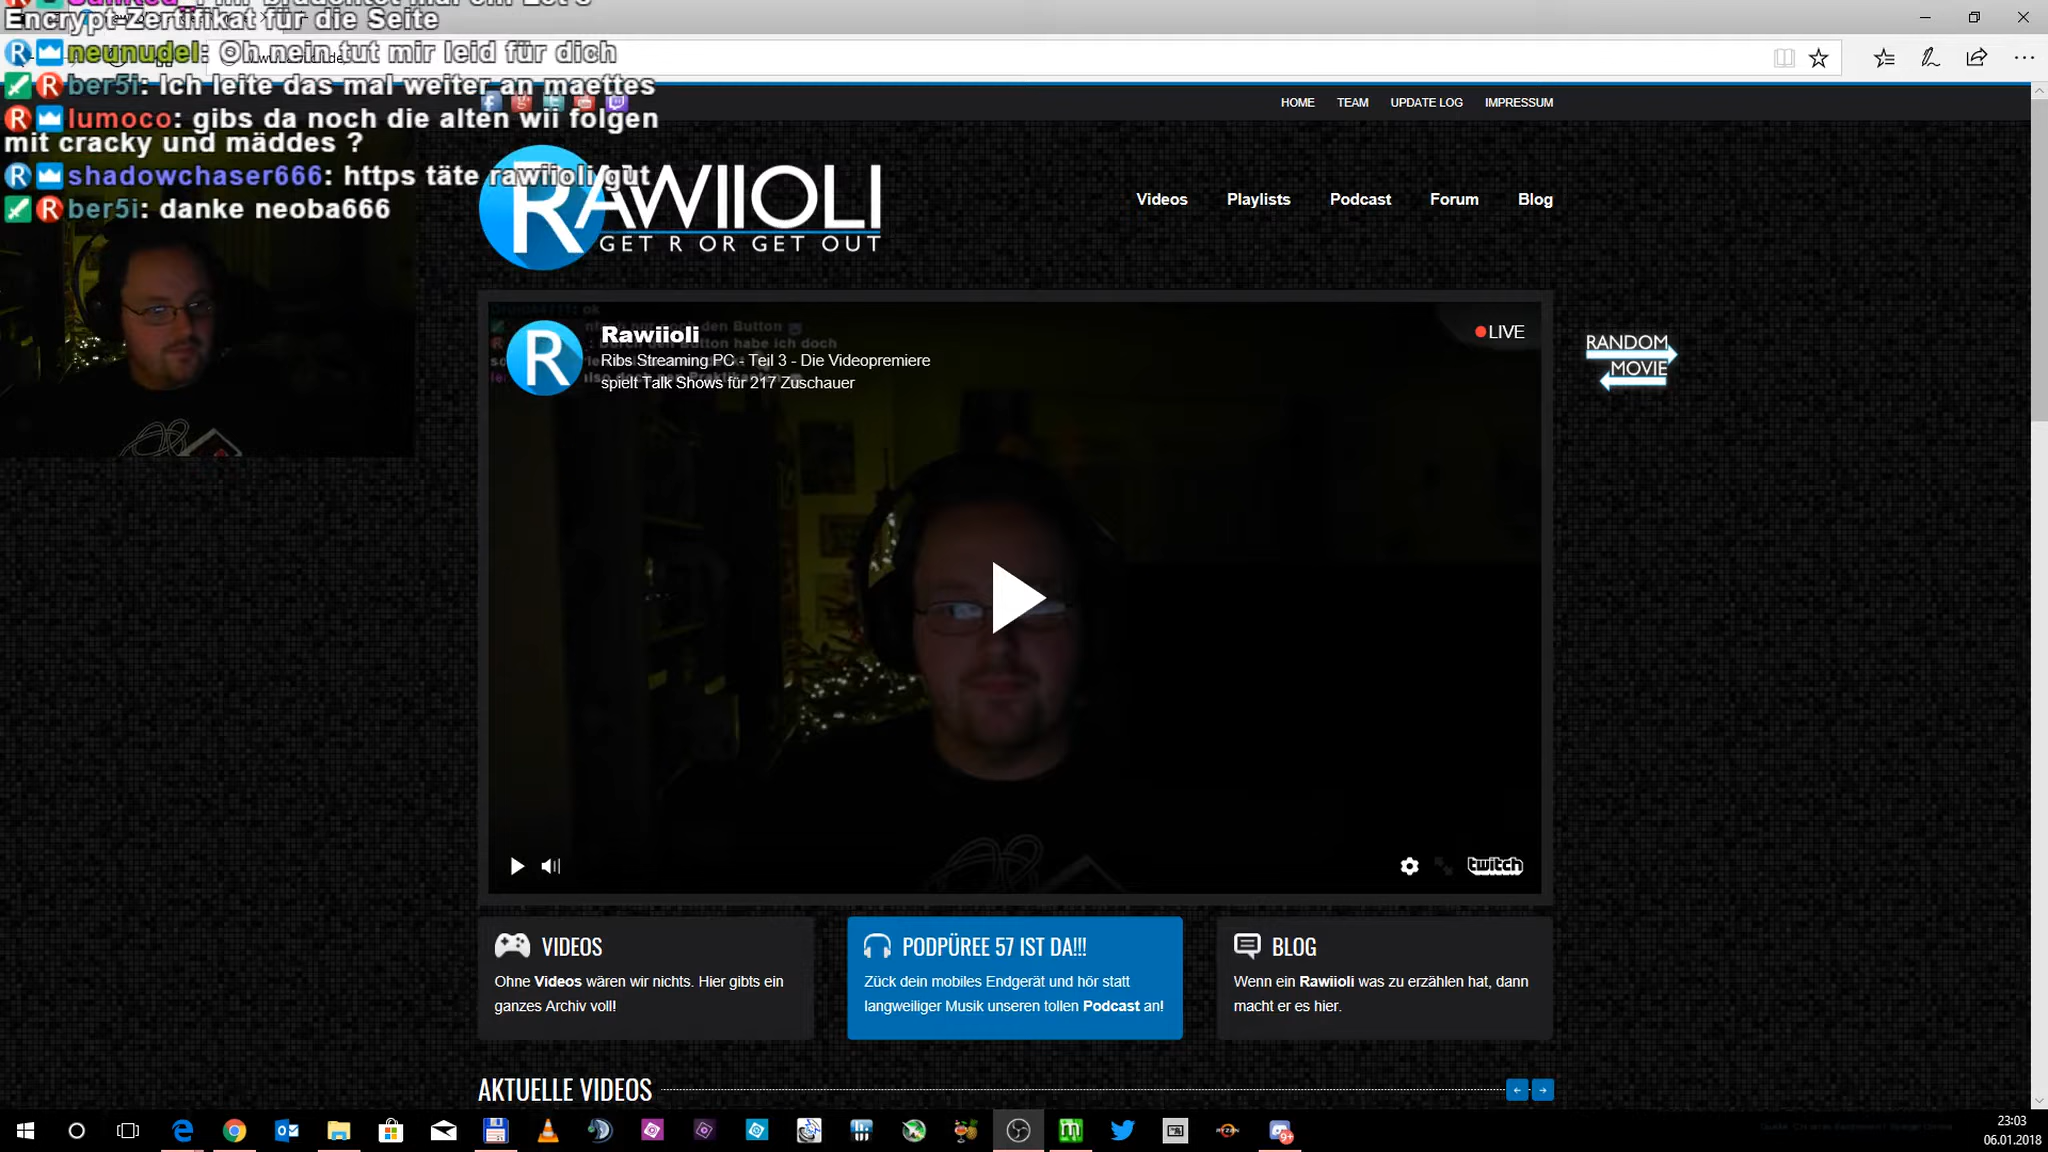 Encrypt-Zertifikat für die Seite
neunudel: Oh nein tut mir leid für dich
ber5i: Ich leite das mal weiter an maettes
lumoco: gibs da noch die alten wii folgen
mit cracky und mäddes ?
shadowchaser666: https täte rawiioli gut
ber5i: danke neoba666
HOME TEAM UPDATE LOG IMPRESSUM
RAWIIOLI
GET R OR GET OUT
Videos Playlists Podcast Forum Blog
Rawiioli
LIVE
Ribs Streaming PC - Teil 3 - Die Videopremiere
spielt Talk Shows für 217 Zuschauer
RANDOM
MOVIE
twitch
VIDEOS
Ohne Videos wären wir nichts. Hier gibts ein
ganzes Archiv voll!
PODPÜREE 57 IST DA!!!
Zück dein mobiles Endgerät und hör statt
langweiliger Musik unseren tollen Podcast an!
BLOG
Wenn ein Rawiioli was zu erzählen hat, dann
macht er es hier.
AKTUELLE VIDEOS
23:03
06.01.2018